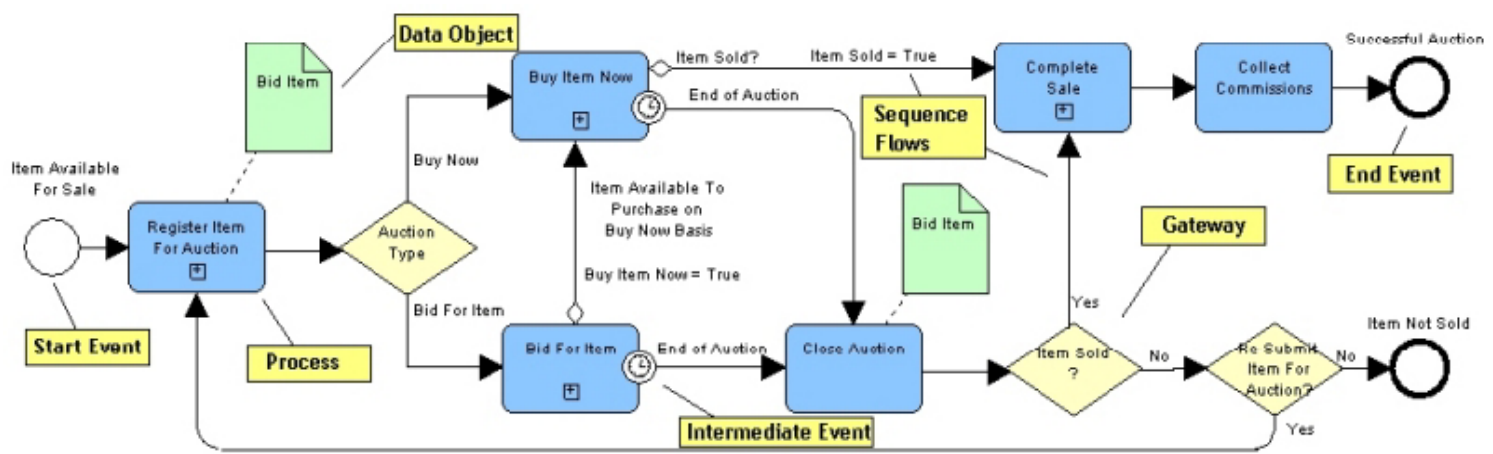 Data Object
Bid Item
Item Available
For Sale
Register Item
For Auction
Start Event
Process
Auction
Type
Buy Now
Bid For Item
Buy Item Now
Item Sold?
Item Sold = True
End of Auction
Item Available To
Purchase on
Buy Now Basis
Buy Item Now = True
Bid For Item
End of Auction
Intermediate Event
Close Auction
Bid Item
Sequence
Flows
Complete
Sale
Collect
Commissions
Successful Auction
End Event
Gateway
Item Sold
?
Yes
No
Re Submit
Item For
Auction?
No
Yes
Item Not Sold